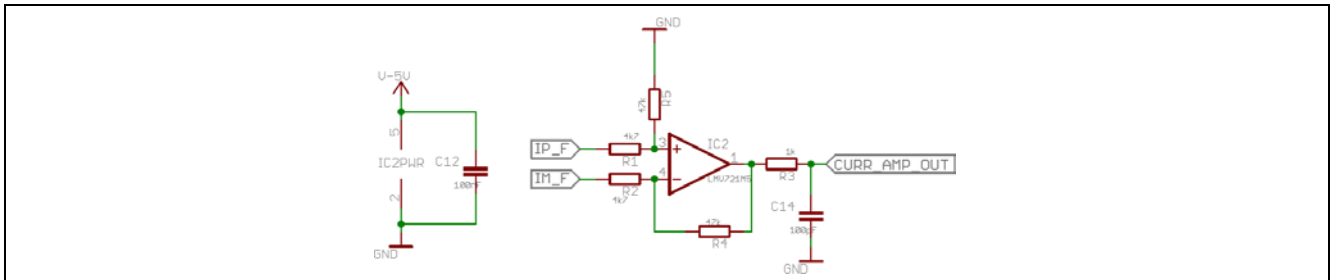 GND
V-5V
5
IC2PWR
2
C12
100nF
GND
47k
R5
IP_F
4k7
R1
3
IC2
1
LMV721M5
IM_F
R2
4k7
4
47k
R4
1k
R3
CURR_AMP_OUT
C14
100pF
GND